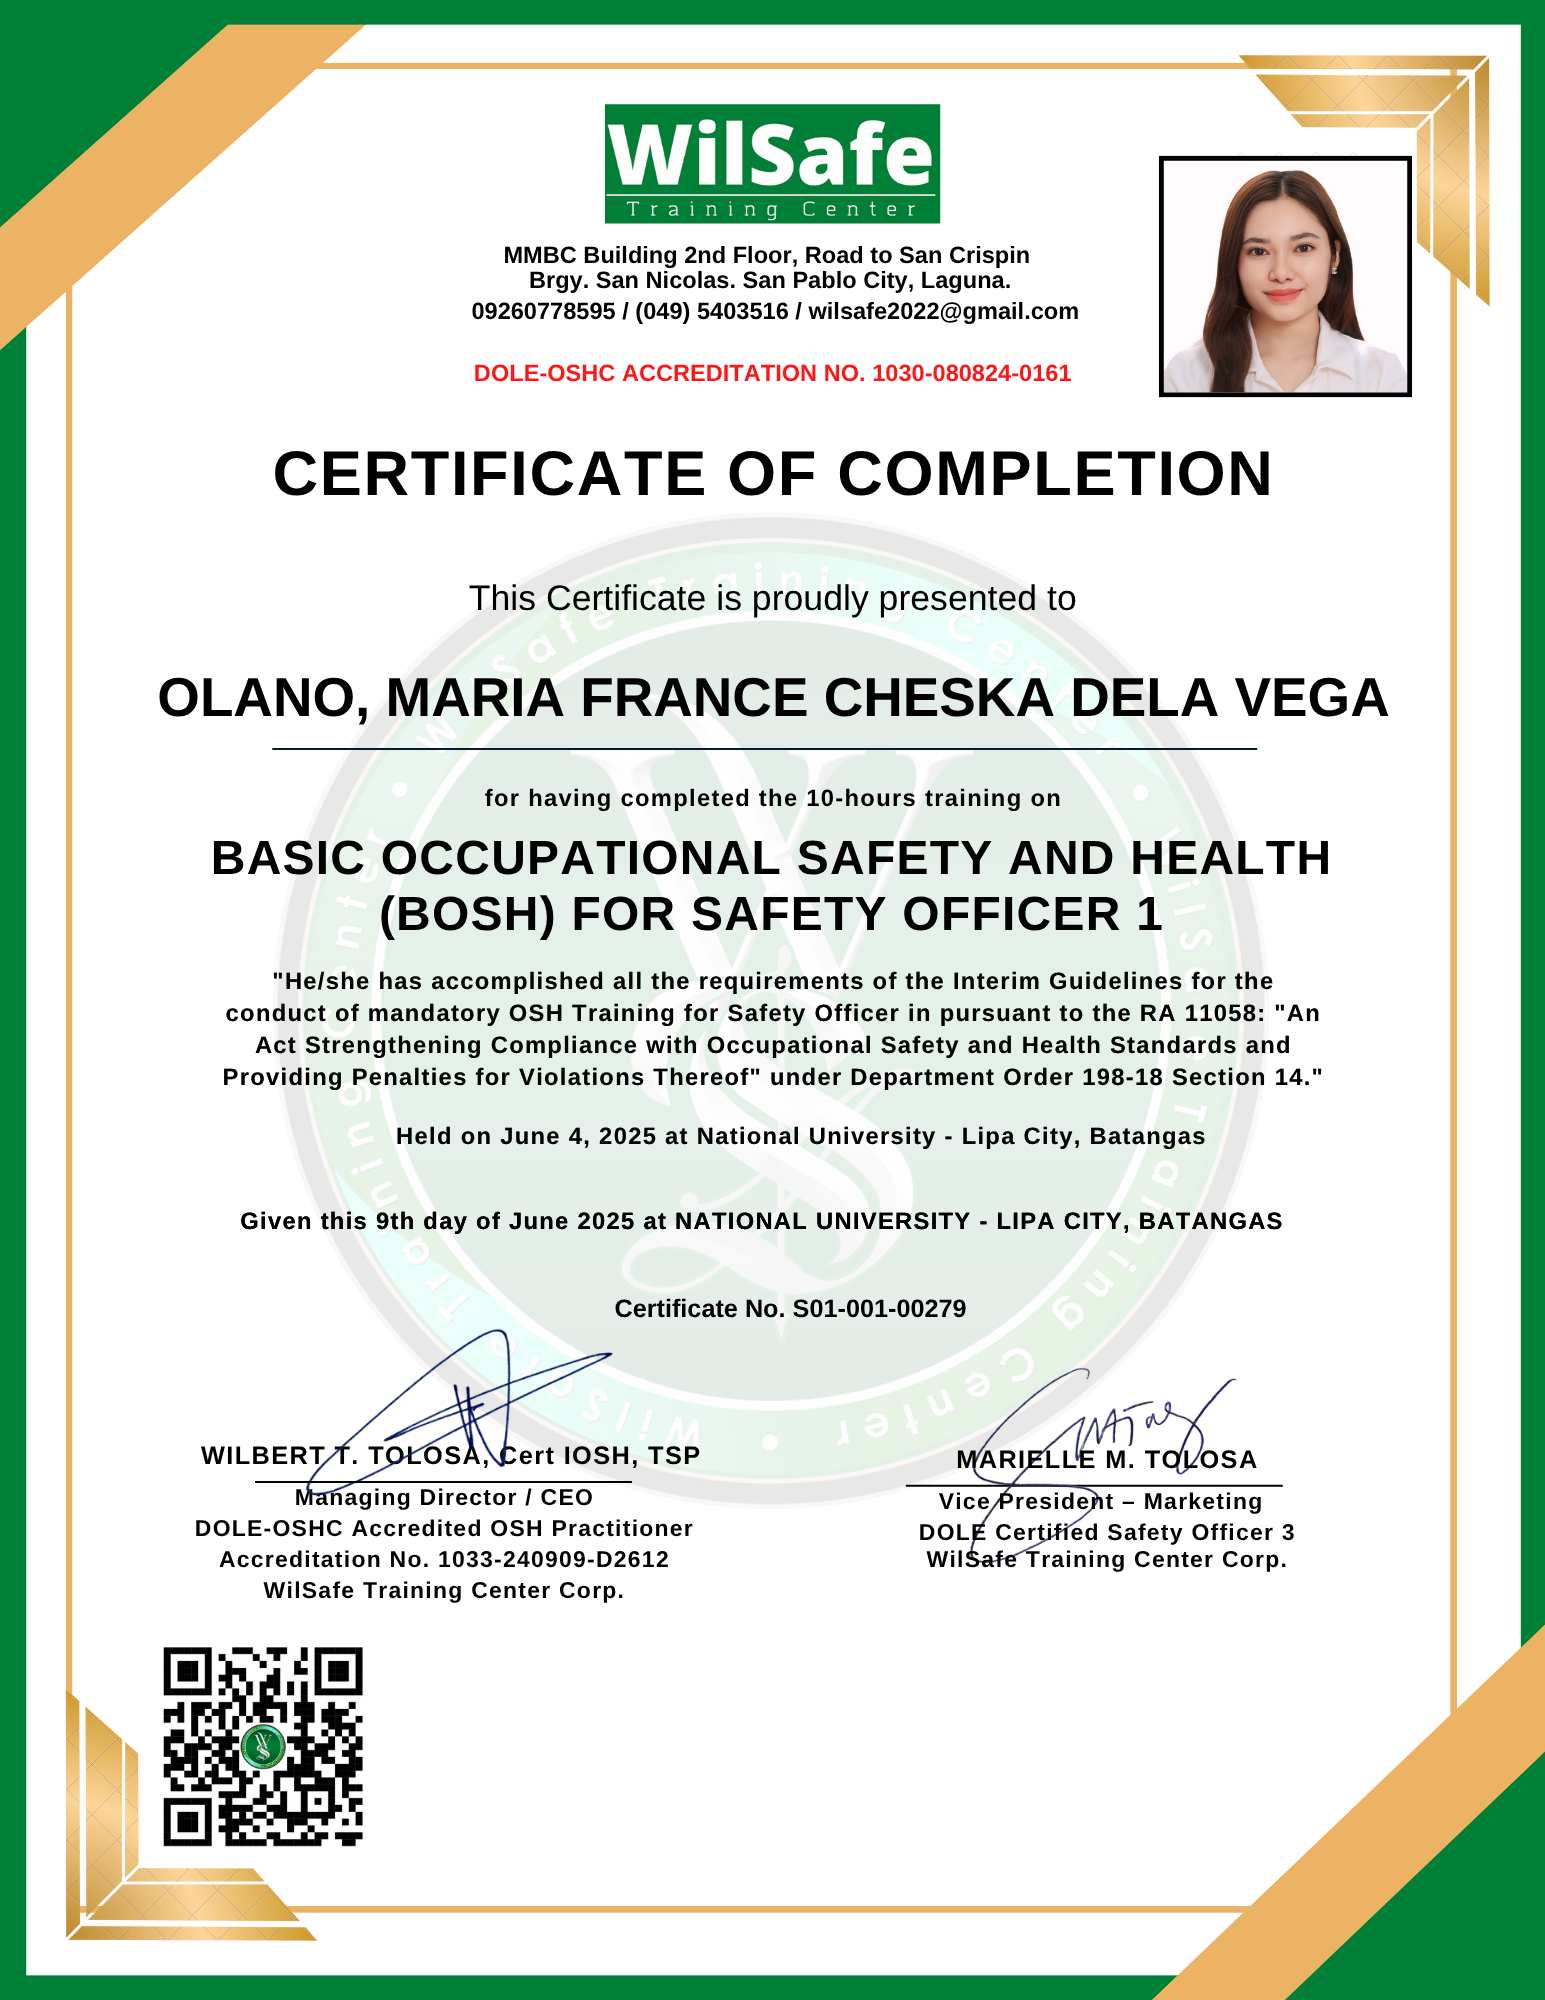 WilSafe
Training Center
MMBC Building 2nd Floor, Road to San Crispin
Brgy. San Nicolas. San Pablo City, Laguna.
09260778595 / (049) 5403516 / wilsafe2022@gmail.com
DOLE-OSHC ACCREDITATION NO. 1030-080824-0161
CERTIFICATE OF COMPLETION
This Certificate is proudly presented to
OLANO, MARIA FRANCE CHESKA DELA VEGA
for having completed the 10-hours training on
BASIC OCCUPATIONAL SAFETY AND HEALTH
(BOSH) FOR SAFETY OFFICER 1
"He/she has accomplished all the requirements of the Interim Guidelines for the
conduct of mandatory OSH Training for Safety Officer in pursuant to the RA 11058: "An
Act Strengthening Compliance with Occupational Safety and Health Standards and
Providing Penalties for Violations Thereof" under Department Order 198-18 Section 14."
Held on June 4, 2025 at National University - Lipa City, Batangas
Given this 9th day of June 2025 at NATIONAL UNIVERSITY - LIPA CITY, BATANGAS
Certificate No. S01-001-00279
WILBERT T. TOLOSA, Cert IOSH, TSP
Managing Director / CEO
DOLE-OSHC Accredited OSH Practitioner
Accreditation No. 1033-240909-D2612
WilSafe Training Center Corp.
MARIELLE M. TOLOSA
Vice President – Marketing
DOLE Certified Safety Officer 3
WilSafe Training Center Corp.
WilSafe Training Center • WilSafe Training Center • WilSafe Training Center •